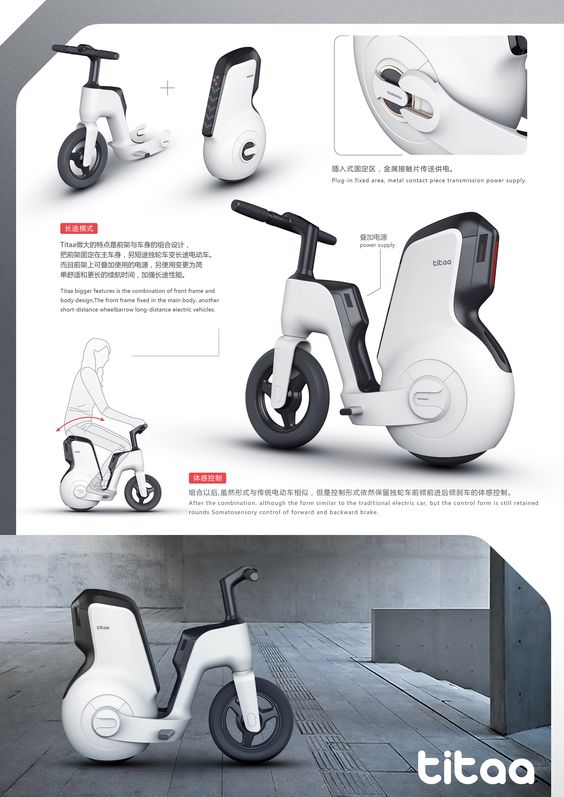 插入式固定区，金属接触片传送供电。
Plug-in fixed area, metal contact piece transmission power supply.
长途模式
Titaa做大的特点是前架与车身的组合设计，
把前架固定在主车身，另短途独轮车变长途电动车。
而且前架上可叠加使用的电源，另使用变更为简
单舒适和更长的续航时间，加强长途性能。
Titaa bigger features is the combination of front frame and
body design,The front frame fixed in the main body, another
short-distance wheelbarrow long-distance electric vehicles.
叠加电源
power supply
titaa
体感控制
组合以后,虽然形式与传统电动车相似，但是控制形式依然保留独轮车前倾前进后倾刹车的体感控制。
After the combination, although the form similar to the traditional electric car, but the control form is still retained
rounds Somatosensory control of forward and backward brake.
titaa
titaa